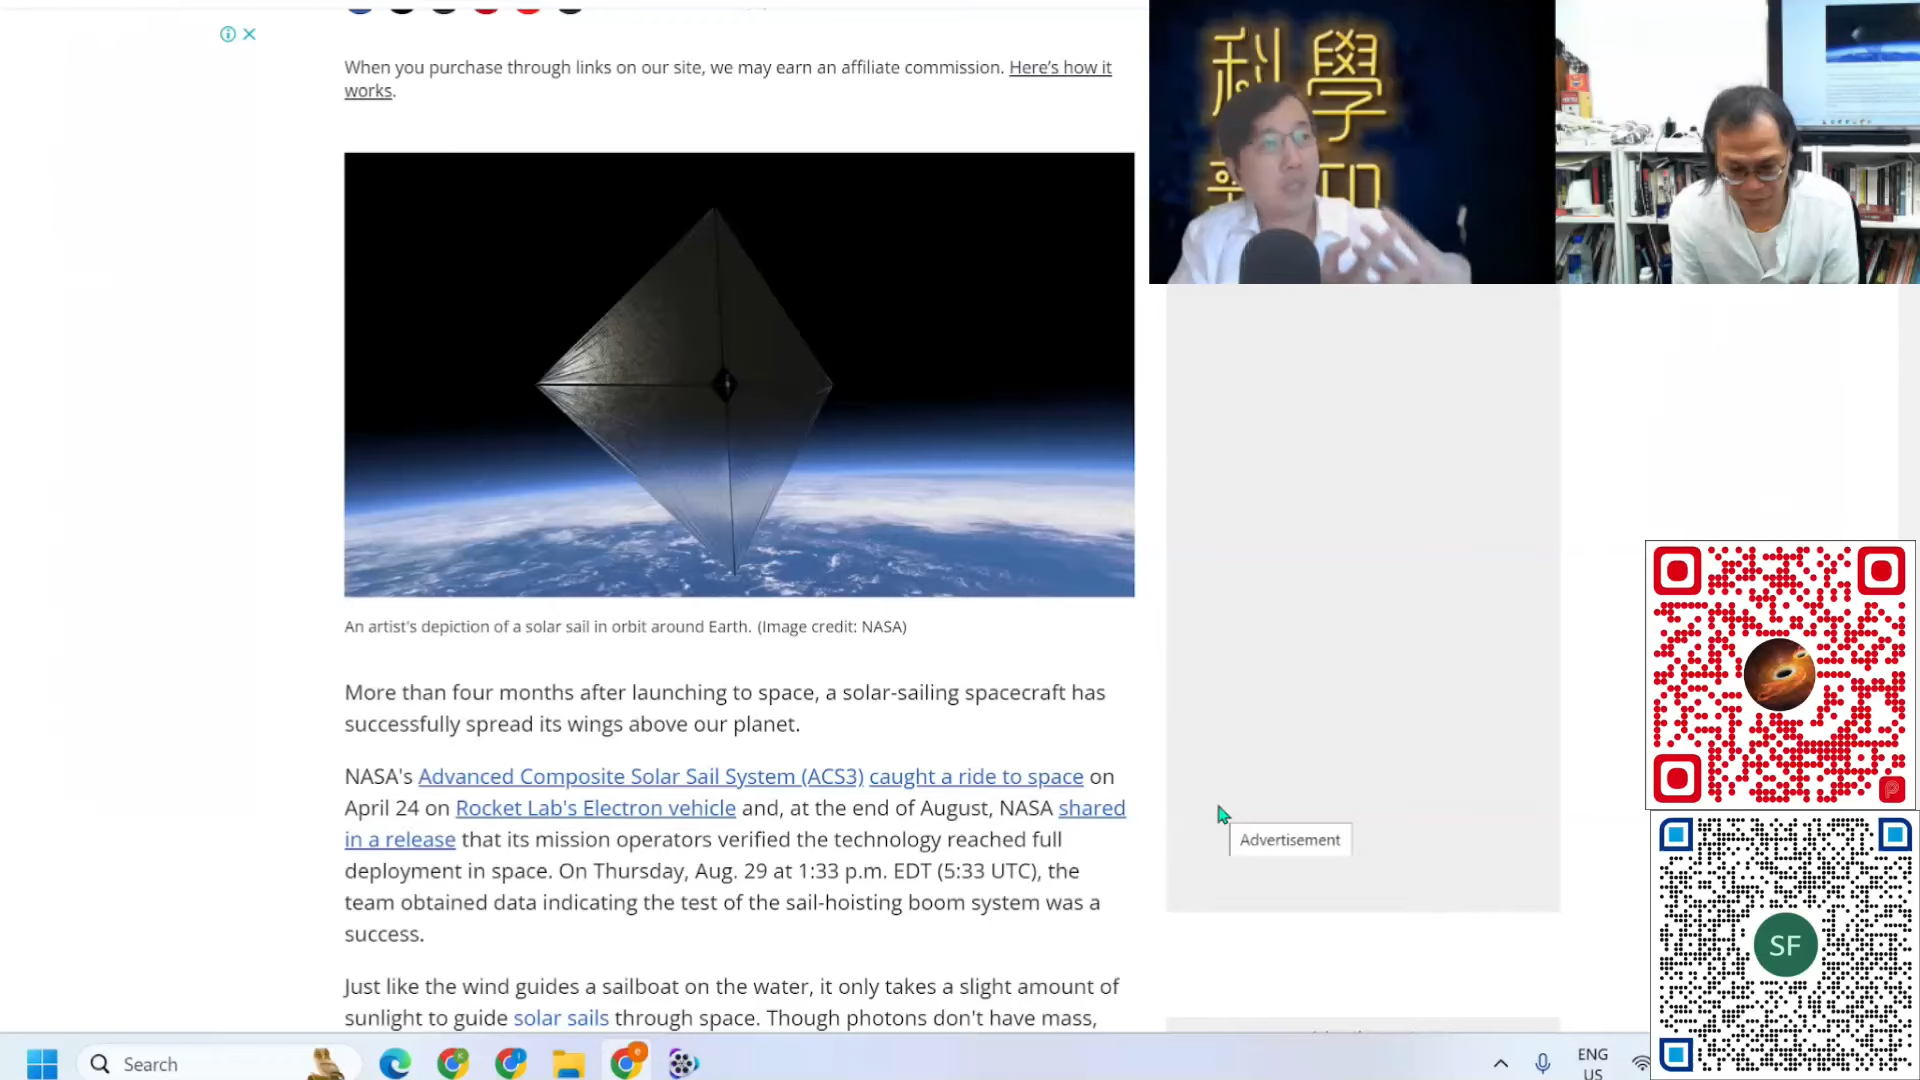 When you purchase through links on our site, we may earn an affiliate commission. Here’s how it
works.
科學
An artist's depiction of a solar sail in orbit around Earth. (Image credit: NASA)
More than four months after launching to space, a solar-sailing spacecraft has
successfully spread its wings above our planet.
NASA's Advanced Composite Solar Sail System (ACS3) caught a ride to space on
April 24 on Rocket Lab's Electron vehicle and, at the end of August, NASA shared
in a release that its mission operators verified the technology reached full
deployment in space. On Thursday, Aug. 29 at 1:33 p.m. EDT (5:33 UTC), the
team obtained data indicating the test of the sail-hoisting boom system was a
success.
Just like the wind guides a sailboat on the water, it only takes a slight amount of
sunlight to guide solar sails through space. Though photons don't have mass,
Advertisement
SF
Search
ENG
US